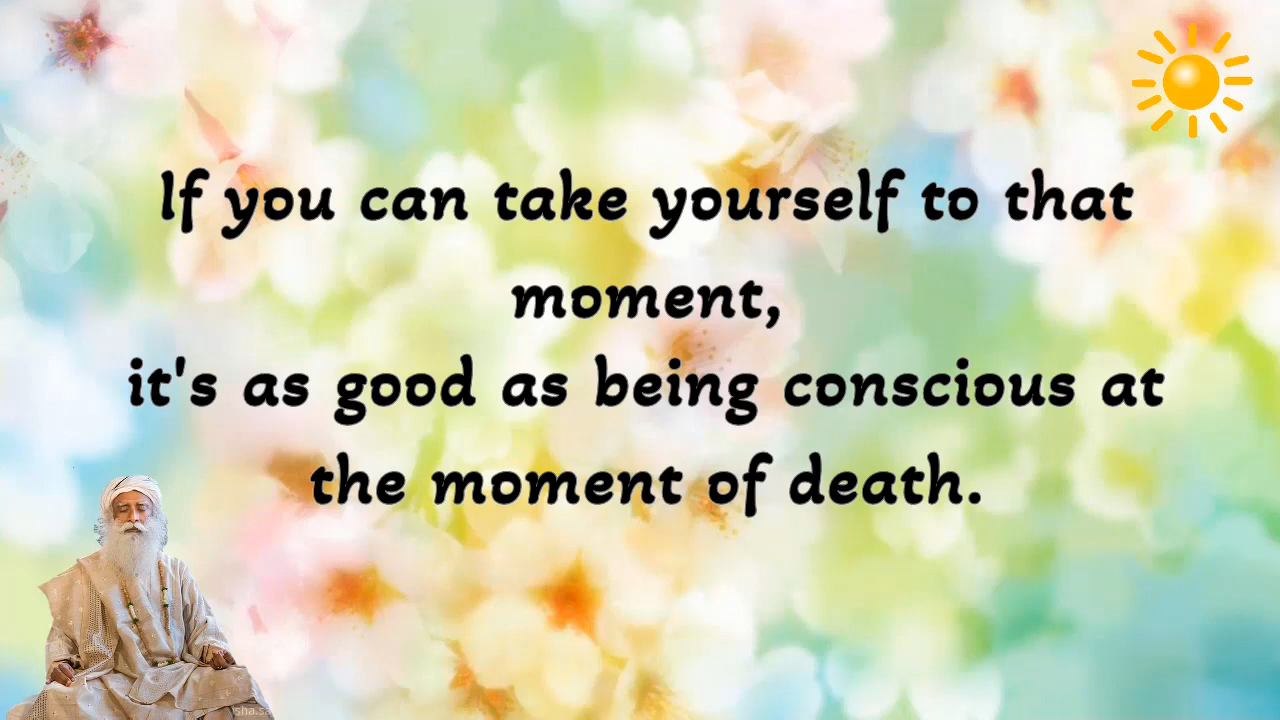 If you can take yourself to that
moment,
it's as good as being conscious at
the moment of death.